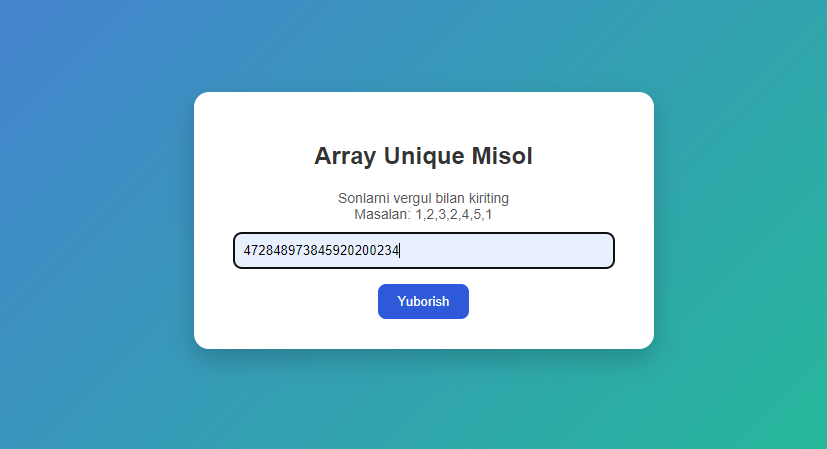 Array Unique Misol
Sonlarni vergul bilan kiriting
Masalan: 1,2,3,2,4,5,1
472848973845920200234
Yuborish